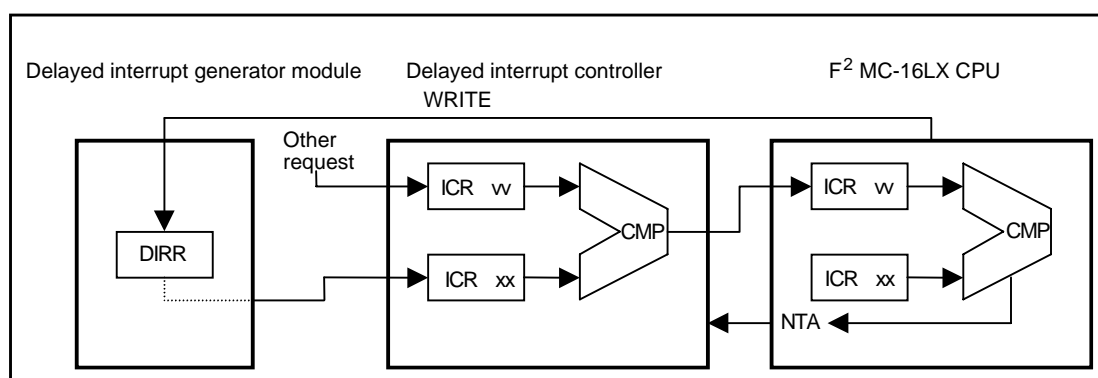 Delayed interrupt generator module
Delayed interrupt controller
F² MC-16LX CPU
WRITE
Other
request
ICR yy
CMP
ICR xx
DIRR
ICR yy
CMP
ICR xx
NTA